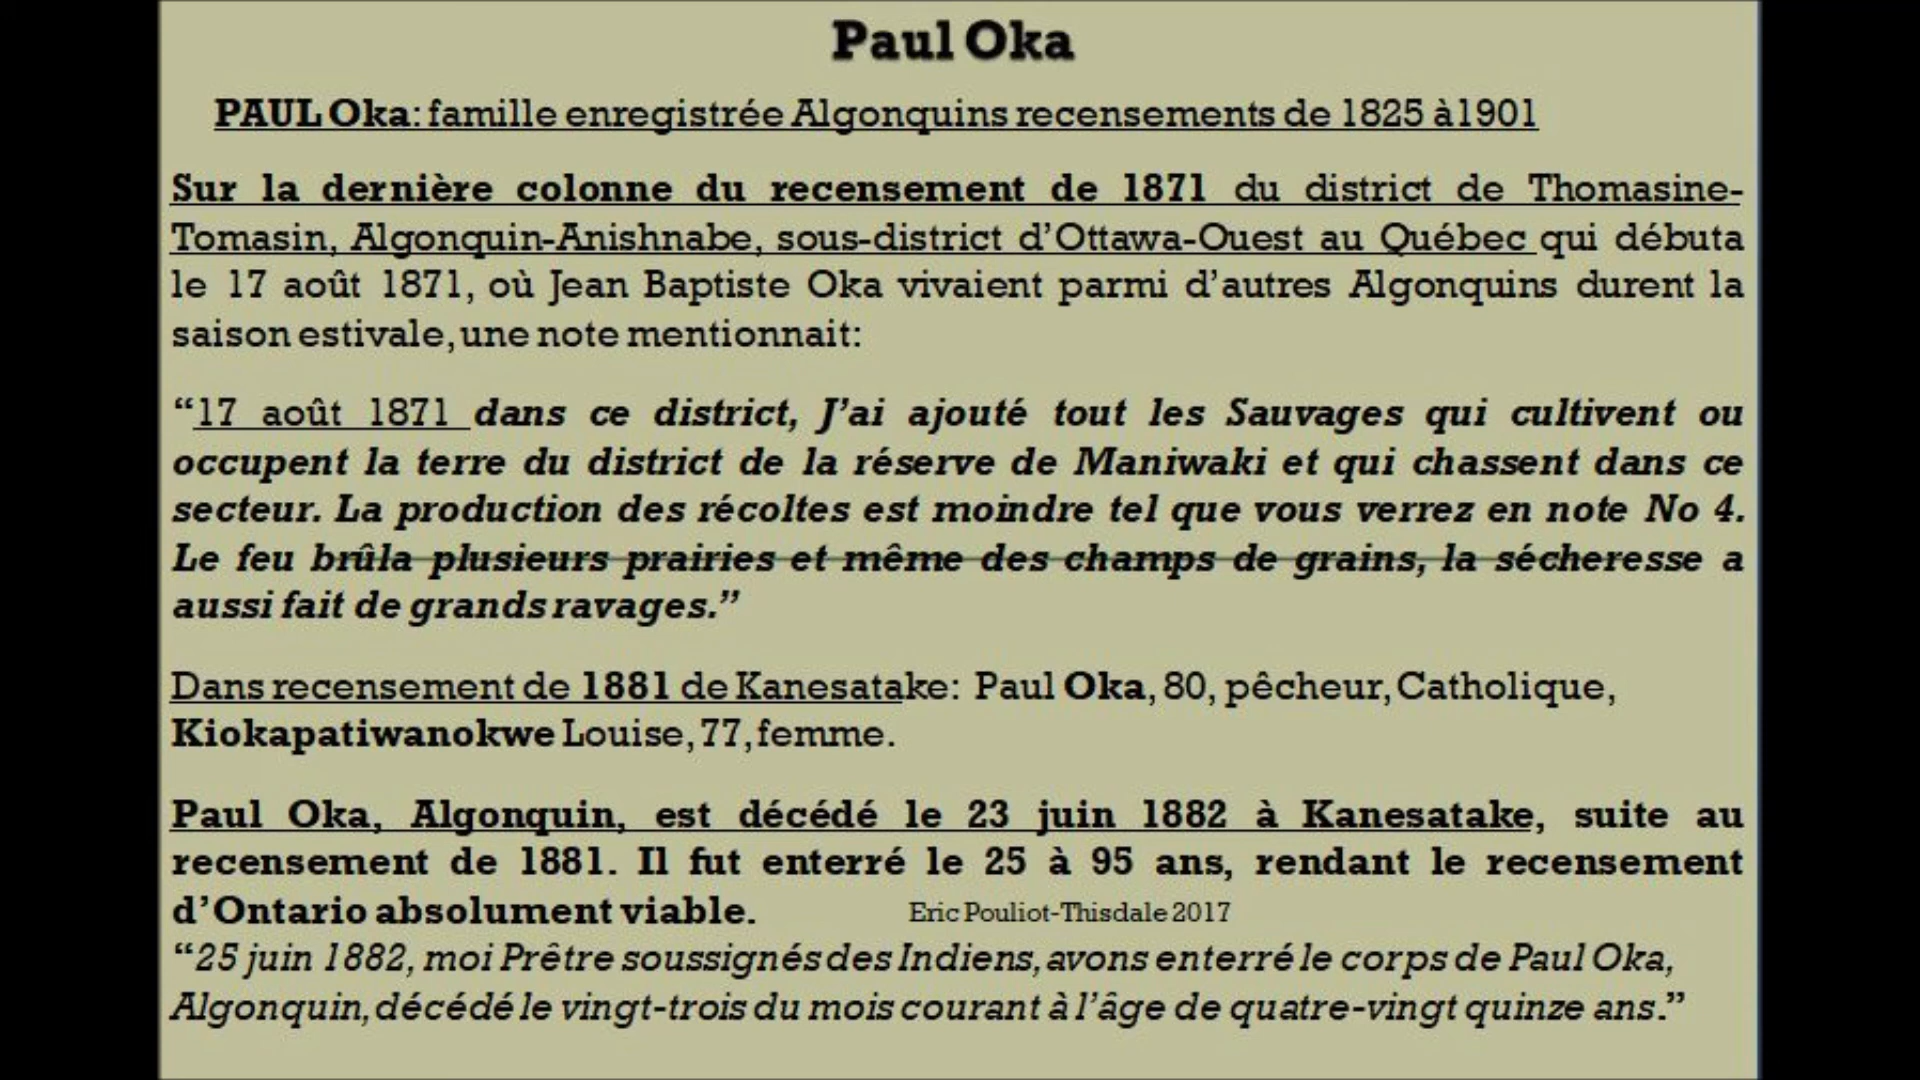 Paul Oka
PAUL Oka: famille enregistrée Algonquins recensements de 1825 à1901
Sur la dernière colonne du recensement de 1871 du district de Thomasine-
Tomasin, Algonquin-Anishnabe, sous-district d’Ottawa-Ouest au Québec qui débuta
le 17 août 1871, où Jean Baptiste Oka vivaient parmi d’autres Algonquins durent la
saison estivale, une note mentionnait:
“17 août 1871 dans ce district, J’ai ajouté tout les Sauvages qui cultivent ou
occupent la terre du district de la réserve de Maniwaki et qui chassent dans ce
secteur. La production des récoltes est moindre tel que vous verrez en note No 4.
Le feu brûla plusieurs prairies et même des champs de grains, la sécheresse a
aussi fait de grands ravages.”
Dans recensement de 1881 de Kanesatake: Paul Oka, 80, pêcheur, Catholique,
Kiokapatiwanokwe Louise, 77, femme.
Paul Oka, Algonquin, est décédé le 23 juin 1882 à Kanesatake, suite au
recensement de 1881. Il fut enterré le 25 à 95 ans, rendant le recensement
d’Ontario absolument viable.
Eric Pouliot-Thisdale 2017
“25 juin 1882, moi Prêtre soussignés des Indiens, avons enterré le corps de Paul Oka,
Algonquin, décédé le vingt-trois du mois courant à l’âge de quatre-vingt quinze ans.”